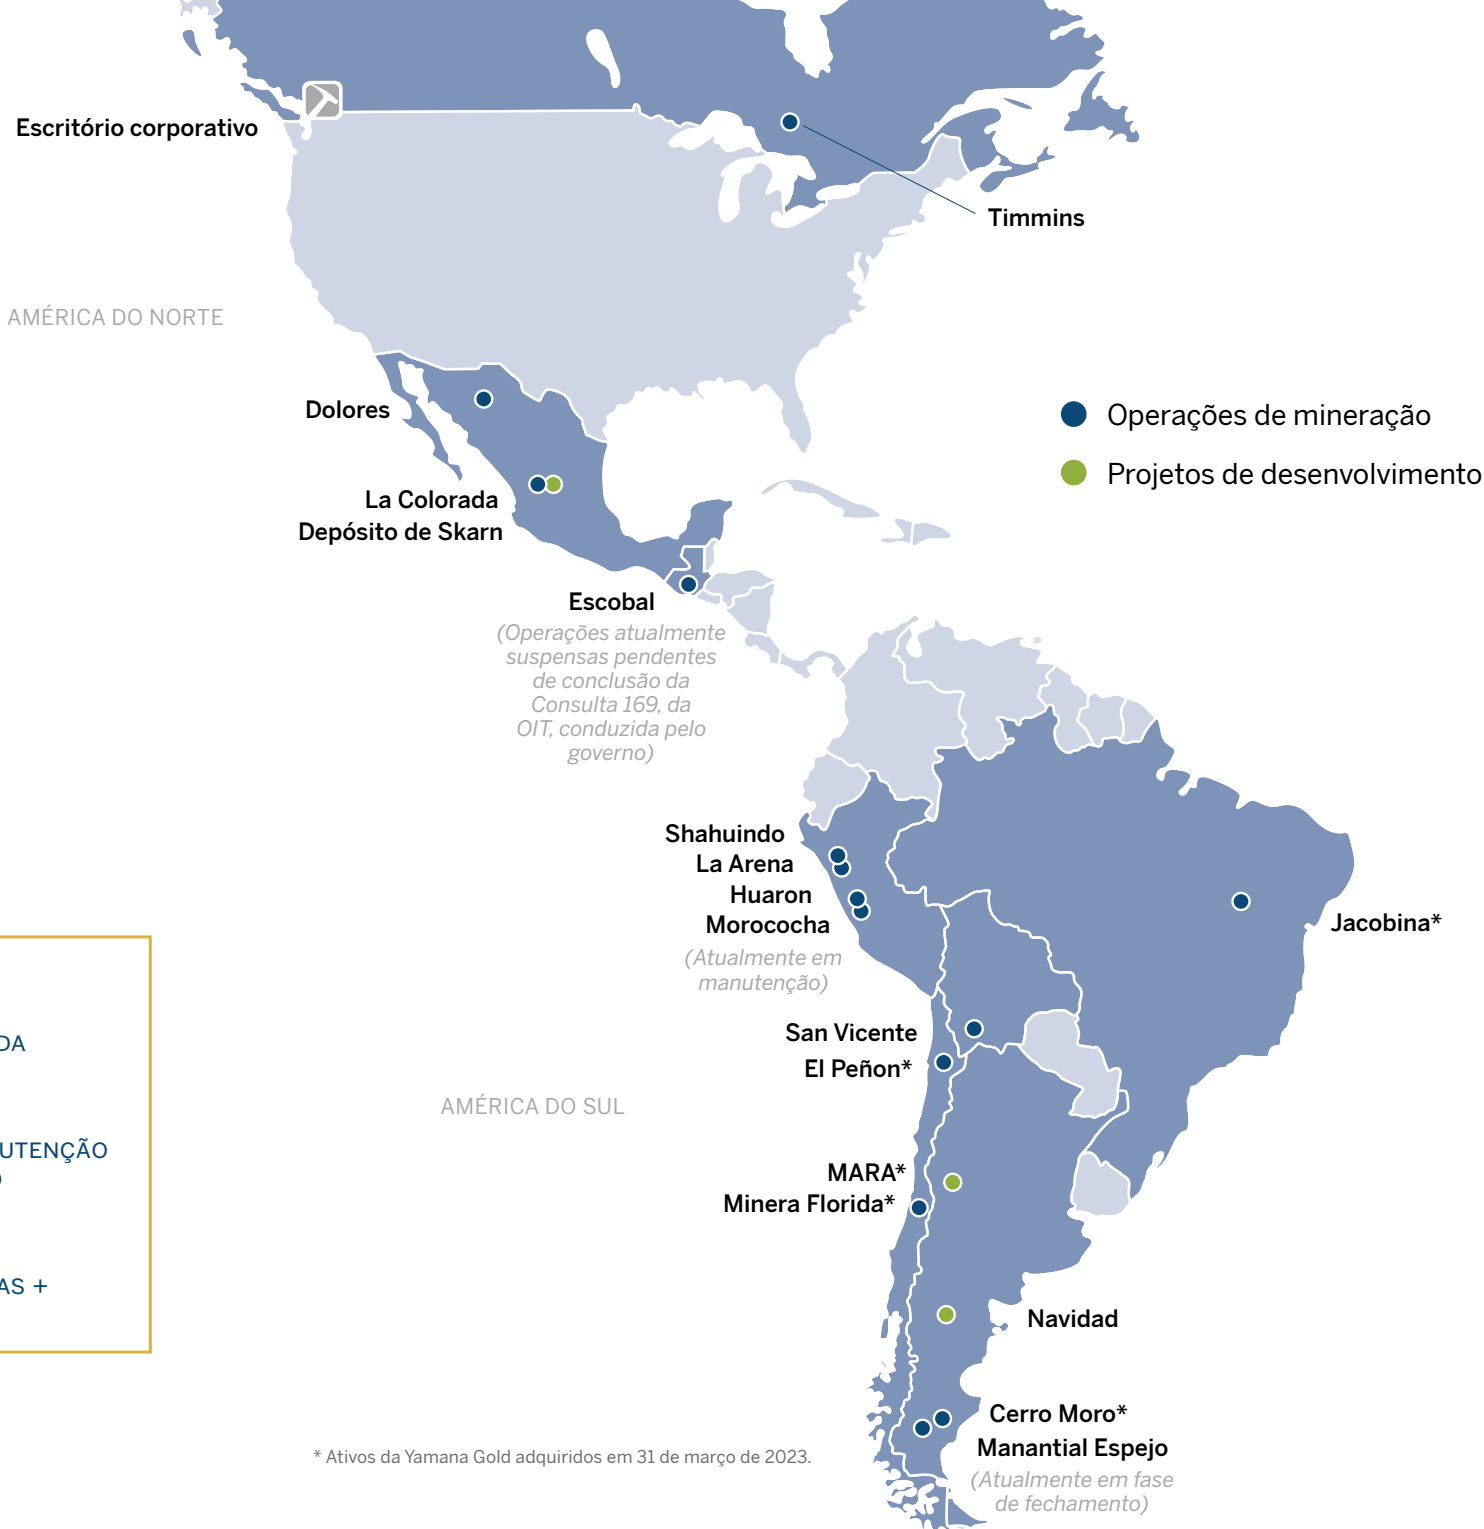 Escritório corporativo
Timmins
AMÉRICA DO NORTE
Dolores
Operações de mineração
Projetos de desenvolvimento
La Colorada
Depósito de Skarn
Escobal
(Operações atualmente
suspensas pendentes
de conclusão da
Consulta 169, da
OIT, conduzida pelo
governo)
Shahuindo
La Arena
Huaron
Morococha
(Atualmente em
manutenção)
Jacobina*
San Vicente
El Peñon*
DA
UTENÇÃO
AS +
AMÉRICA DO SUL
MARA*
Minera Florida*
Navidad
Cerro Moro*
Manantial Espejo
(Atualmente em fase
de fechamento)
* Ativos da Yamana Gold adquiridos em 31 de março de 2023.